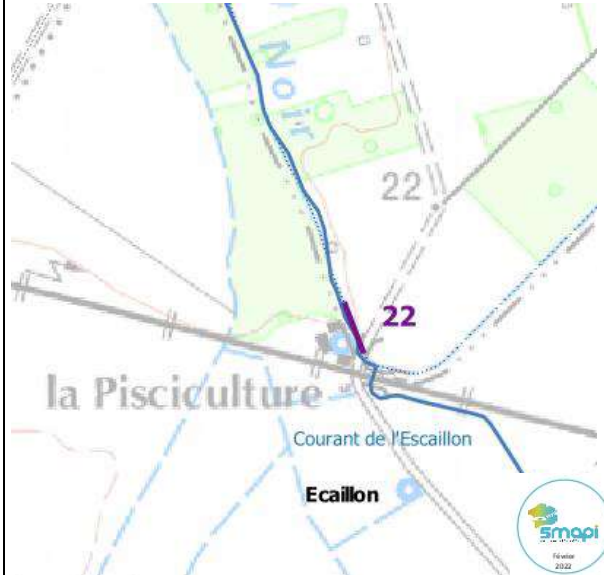 Noir
22
22
la Pisciculture
Courant de l'Escaillon
Ecaillon
smapi
Février
2022